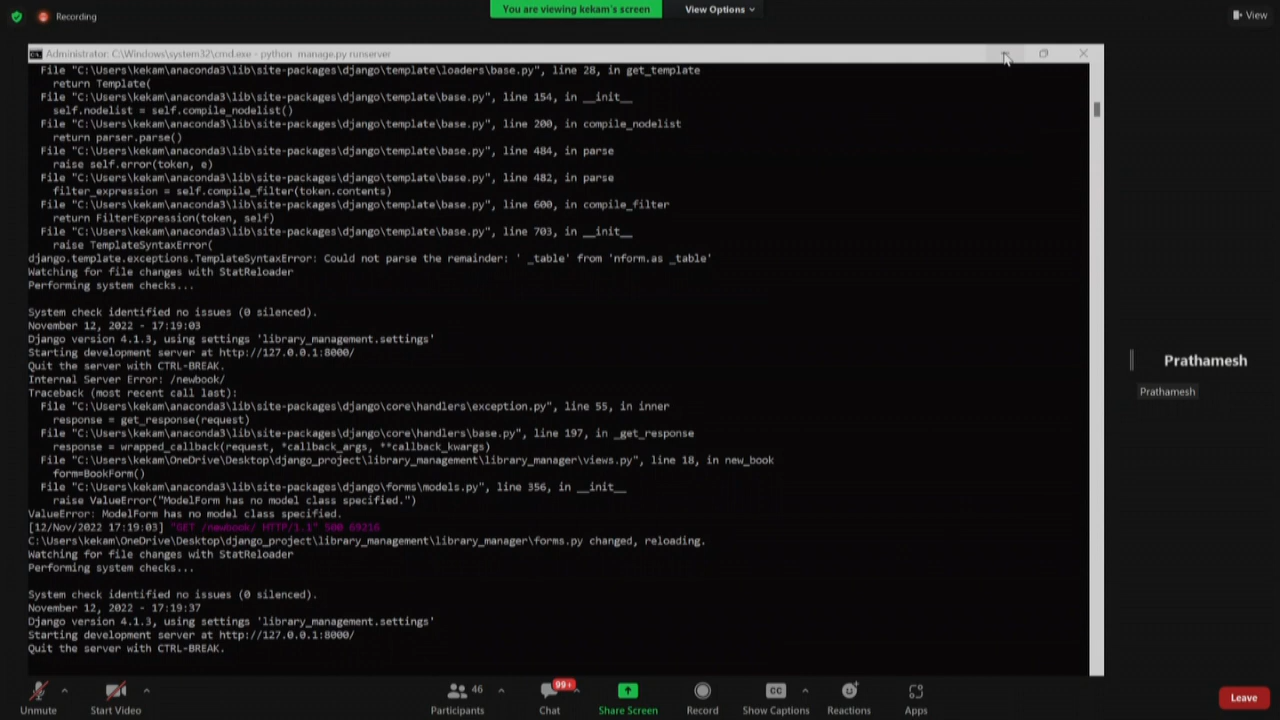 Recording
You are viewing kekam's screen
View Options
View
Administrator: C:\Windows\system32\cmd.exe - python manage.py runserver
File "C:\Users\kekam\anaconda3\lib\site-packages\django\template\loaders\base.py", line 28, in get_template
return Template(
File "C:\Users\kekam\anaconda3\lib\site-packages\django\template\base.py", line 154, in __init__
self.nodelist = self.compile_nodelist()
File "C:\Users\kekam\anaconda3\lib\site-packages\django\template\base.py", line 200, in compile_nodelist
return parser.parse()
File "C:\Users\kekam\anaconda3\lib\site-packages\django\template\base.py", line 484, in parse
raise self.error(token, e)
File "C:\Users\kekam\anaconda3\lib\site-packages\django\template\base.py", line 482, in parse
filter_expression = self.compile_filter(token.contents)
File "C:\Users\kekam\anaconda3\lib\site-packages\django\template\base.py", line 600, in compile_filter
return FilterExpression(token, self)
File "C:\Users\kekam\anaconda3\lib\site-packages\django\template\base.py", line 703, in __init__
raise TemplateSyntaxError(
django.template.exceptions.TemplateSyntaxError: Could not parse the remainder: ' _table' from 'nform.as _table'
Watching for file changes with StatReloader
Performing system checks...
System check identified no issues (0 silenced).
November 12, 2022 - 17:19:03
Django version 4.1.3, using settings 'library_management.settings'
Starting development server at http://127.0.0.1:8000/
Quit the server with CTRL-BREAK.
Internal Server Error: /newbook/
Traceback (most recent call last):
File "C:\Users\kekam\anaconda3\lib\site-packages\django\core\handlers\exception.py", line 55, in inner
response = get_response(request)
File "C:\Users\kekam\anaconda3\lib\site-packages\django\core\handlers\base.py", line 197, in _get_response
response = wrapped_callback(request, *callback_args, **callback_kwargs)
File "C:\Users\kekam\OneDrive\Desktop\django_project\library_management\library_manager\views.py", line 18, in new_book
form=BookForm()
File "C:\Users\kekam\anaconda3\lib\site-packages\django\forms\models.py", line 356, in __init__
raise ValueError("ModelForm has no model class specified.")
ValueError: ModelForm has no model class specified.
[12/Nov/2022 17:19:03] "GET /newbook/ HTTP/1.1" 500 69216
C:\Users\kekam\OneDrive\Desktop\django_project\library_management\library_manager\forms.py changed, reloading.
Watching for file changes with StatReloader
Performing system checks...
System check identified no issues (0 silenced).
November 12, 2022 - 17:19:37
Django version 4.1.3, using settings 'library_management.settings'
Starting development server at http://127.0.0.1:8000/
Quit the server with CTRL-BREAK.
Prathamesh
Prathamesh
46
99+
CC
Unmute
Start Video
Participants
Chat
Share Screen
Record
Show Captions
Reactions
Apps
Leave